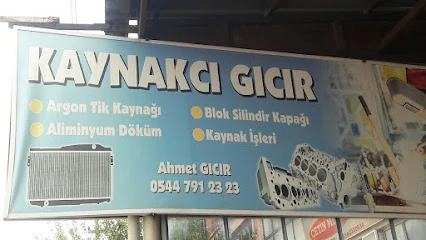 KAYNAKCI GICIR
Argon Tik Kaynağı
Blok Silindir Kapağı
Aliminyum Döküm
Kaynak İşleri
Ahmet GICIR
0544 791 23 23